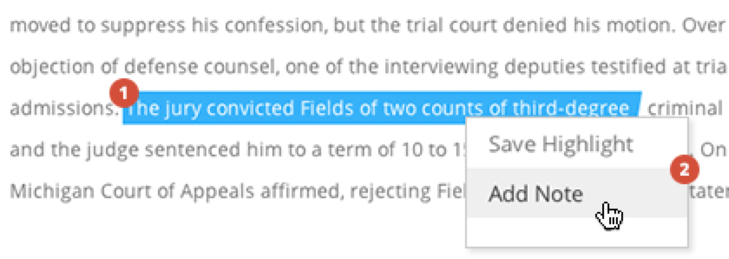 moved to suppress his confession, but the trial court denied his motion. Over
objection of defense counsel, one of the interviewing deputies testified at tria
1
admissions. The jury convicted Fields of two counts of third-degree criminal
and the judge sentenced him to a term of 10 to 15 On
Save Highlight
2
Michigan Court of Appeals affirmed, rejecting Fiel tater
Add Note